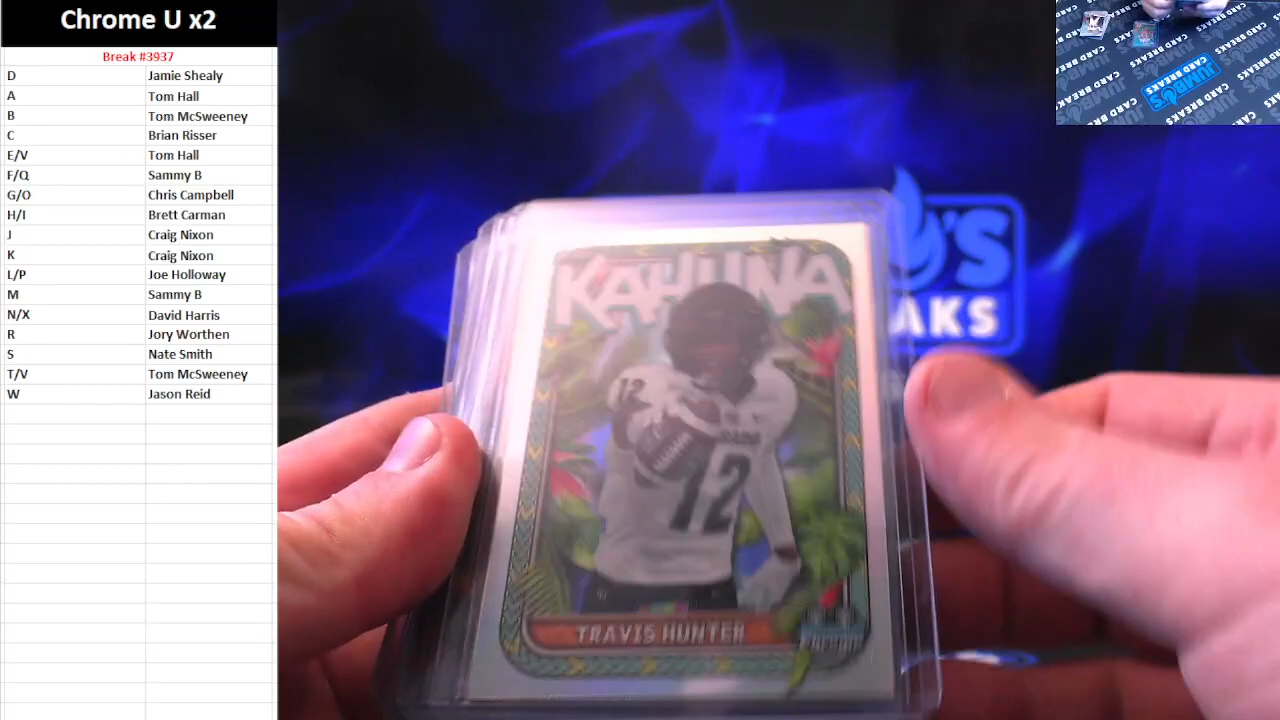 Chrome U x2
Break #3937
D Jamie Shealy
A Tom Hall
B Tom McSweeney
C Brian Risser
E/V Tom Hall
F/Q Sammy B
G/O Chris Campbell
H/I Brett Carman
J Craig Nixon
K Craig Nixon
L/P Joe Holloway
M Sammy B
N/X David Harris
R Jory Worthen
S Nate Smith
T/V Tom McSweeney
W Jason Reid
KAHUNA
12
12
TRAVIS HUNTER
O'S
AKS
JUMBO'S
CARD BREAKS